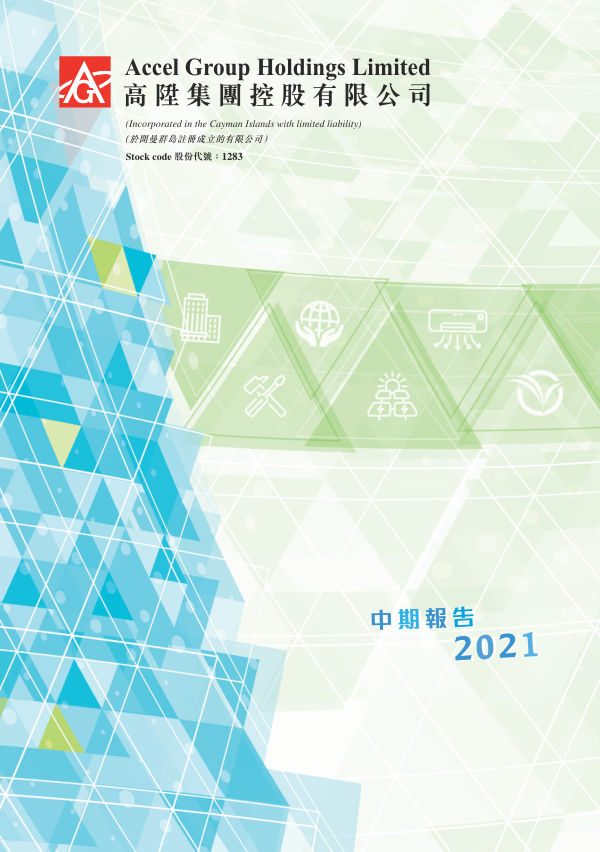 AGR
Accel Group Holdings Limited
高陞集團控股有限公司
(Incorporated in the Cayman Islands with limited liability)
(於開曼群島註冊成立的有限公司)
Stock code 股份代號：1283
中期報告
2021